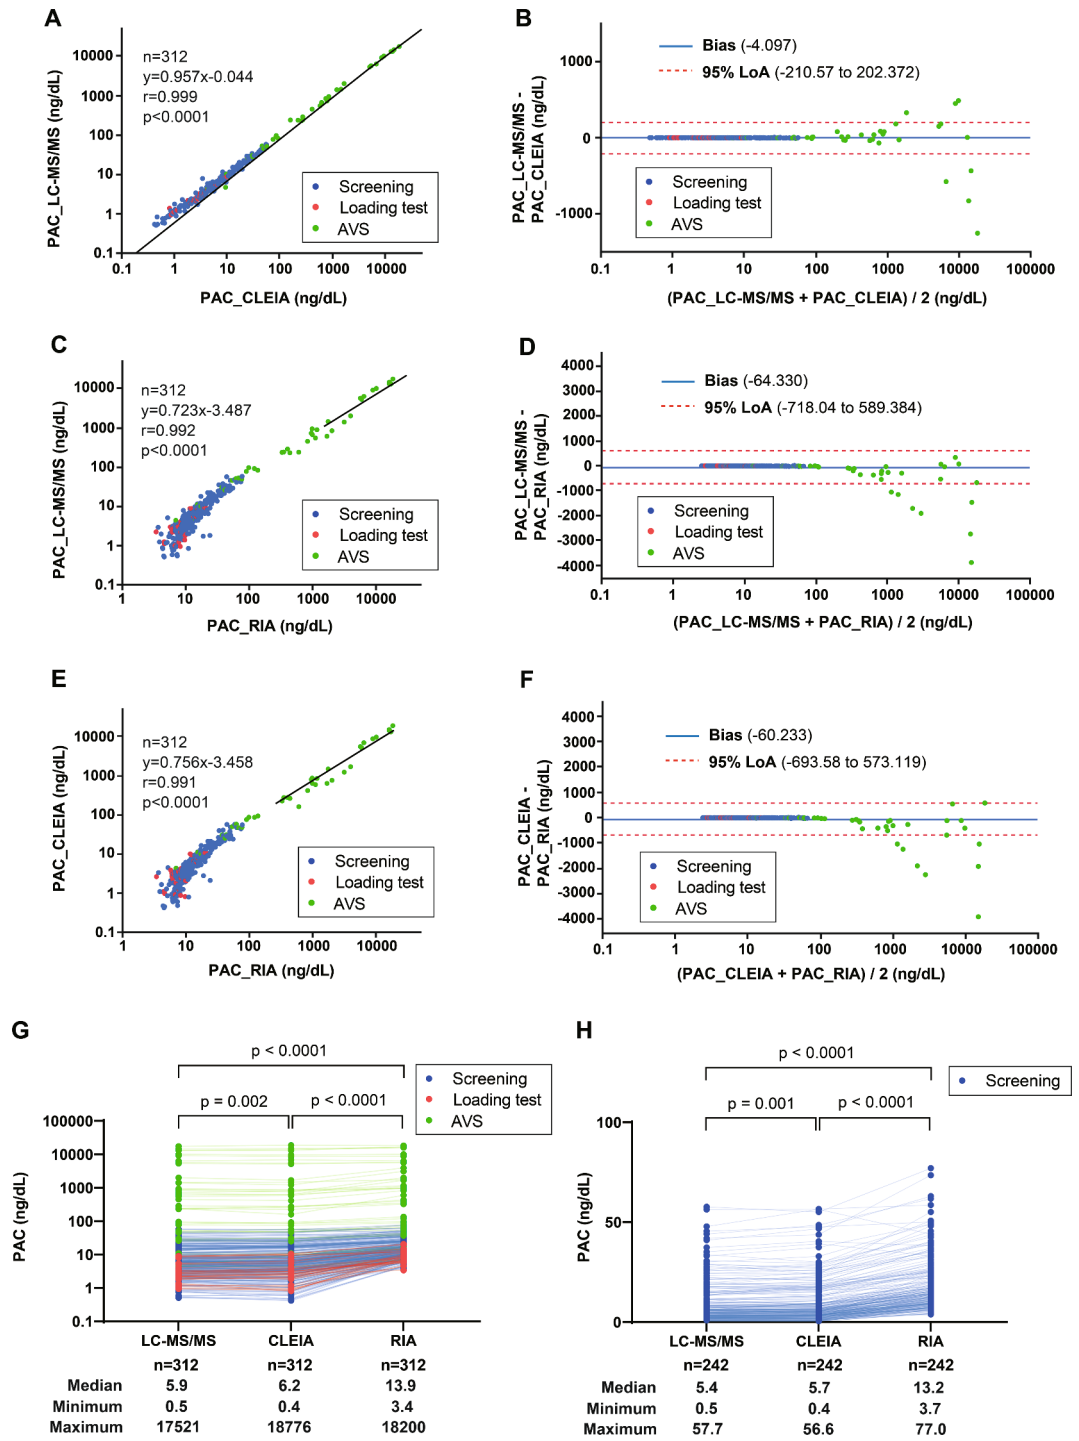 A
PAC_LC-MS/MS (ng/dL)
10000
1000
100
10
1
0.1
n=312
y=0.957x-0.044
r=0.999
p<0.0001
Screening
Loading test
AVS
0.1 1 10 100 1000 10000
PAC_CLEIA (ng/dL)
B
PAC_LC-MS/MS -
PAC_CLEIA (ng/dL)
1000
0
-1000
Bias (-4.097)
95% LoA (-210.57 to 202.372)
Screening
Loading test
AVS
0.1 1 10 100 1000 10000 100000
(PAC_LC-MS/MS + PAC_CLEIA) / 2 (ng/dL)
C
PAC_LC-MS/MS (ng/dL)
10000
1000
100
10
1
0.1
n=312
y=0.723x-3.487
r=0.992
p<0.0001
Screening
Loading test
AVS
1 10 100 1000 10000
PAC_RIA (ng/dL)
D
PAC_LC-MS/MS -
PAC_RIA (ng/dL)
4000
3000
2000
1000
0
-1000
-2000
-3000
-4000
Bias (-64.330)
95% LoA (-718.04 to 589.384)
Screening
Loading test
AVS
0.1 1 10 100 1000 10000 100000
(PAC_LC-MS/MS + PAC_RIA) / 2 (ng/dL)
E
PAC_CLEIA (ng/dL)
10000
1000
100
10
1
0.1
n=312
y=0.756x-3.458
r=0.991
p<0.0001
Screening
Loading test
AVS
1 10 100 1000 10000
PAC_RIA (ng/dL)
F
PAC_CLEIA -
PAC_RIA (ng/dL)
4000
3000
2000
1000
0
-1000
-2000
-3000
-4000
Bias (-60.233)
95% LoA (-693.58 to 573.119)
Screening
Loading test
AVS
0.1 1 10 100 1000 10000 100000
(PAC_CLEIA + PAC_RIA) / 2 (ng/dL)
G
p < 0.0001
p = 0.002 p < 0.0001
Screening
Loading test
AVS
PAC (ng/dL)
100000
10000
1000
100
10
1
0.1
LC-MS/MS CLEIA RIA
n=312 n=312 n=312
Median 5.9 6.2 13.9
Minimum 0.5 0.4 3.4
Maximum 17521 18776 18200
H
p < 0.0001
p = 0.001 p < 0.0001
Screening
PAC (ng/dL)
100
50
0
LC-MS/MS CLEIA RIA
n=242 n=242 n=242
Median 5.4 5.7 13.2
Minimum 0.5 0.4 3.7
Maximum 57.7 56.6 77.0